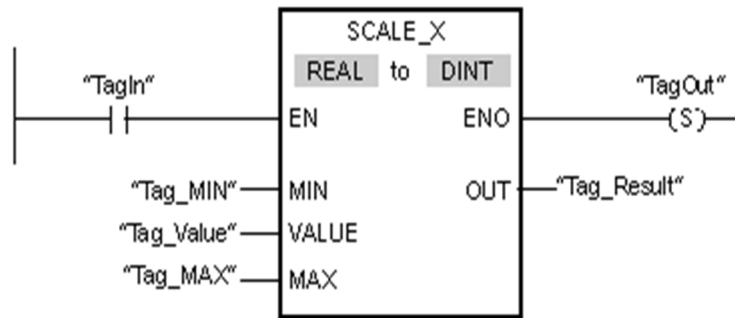 SCALE_X
REAL to DINT
"TagIn" "TagOut"
EN ENO
(S)
"Tag_MIN" MIN OUT "Tag_Result"
"Tag_Value" VALUE
"Tag_MAX" MAX